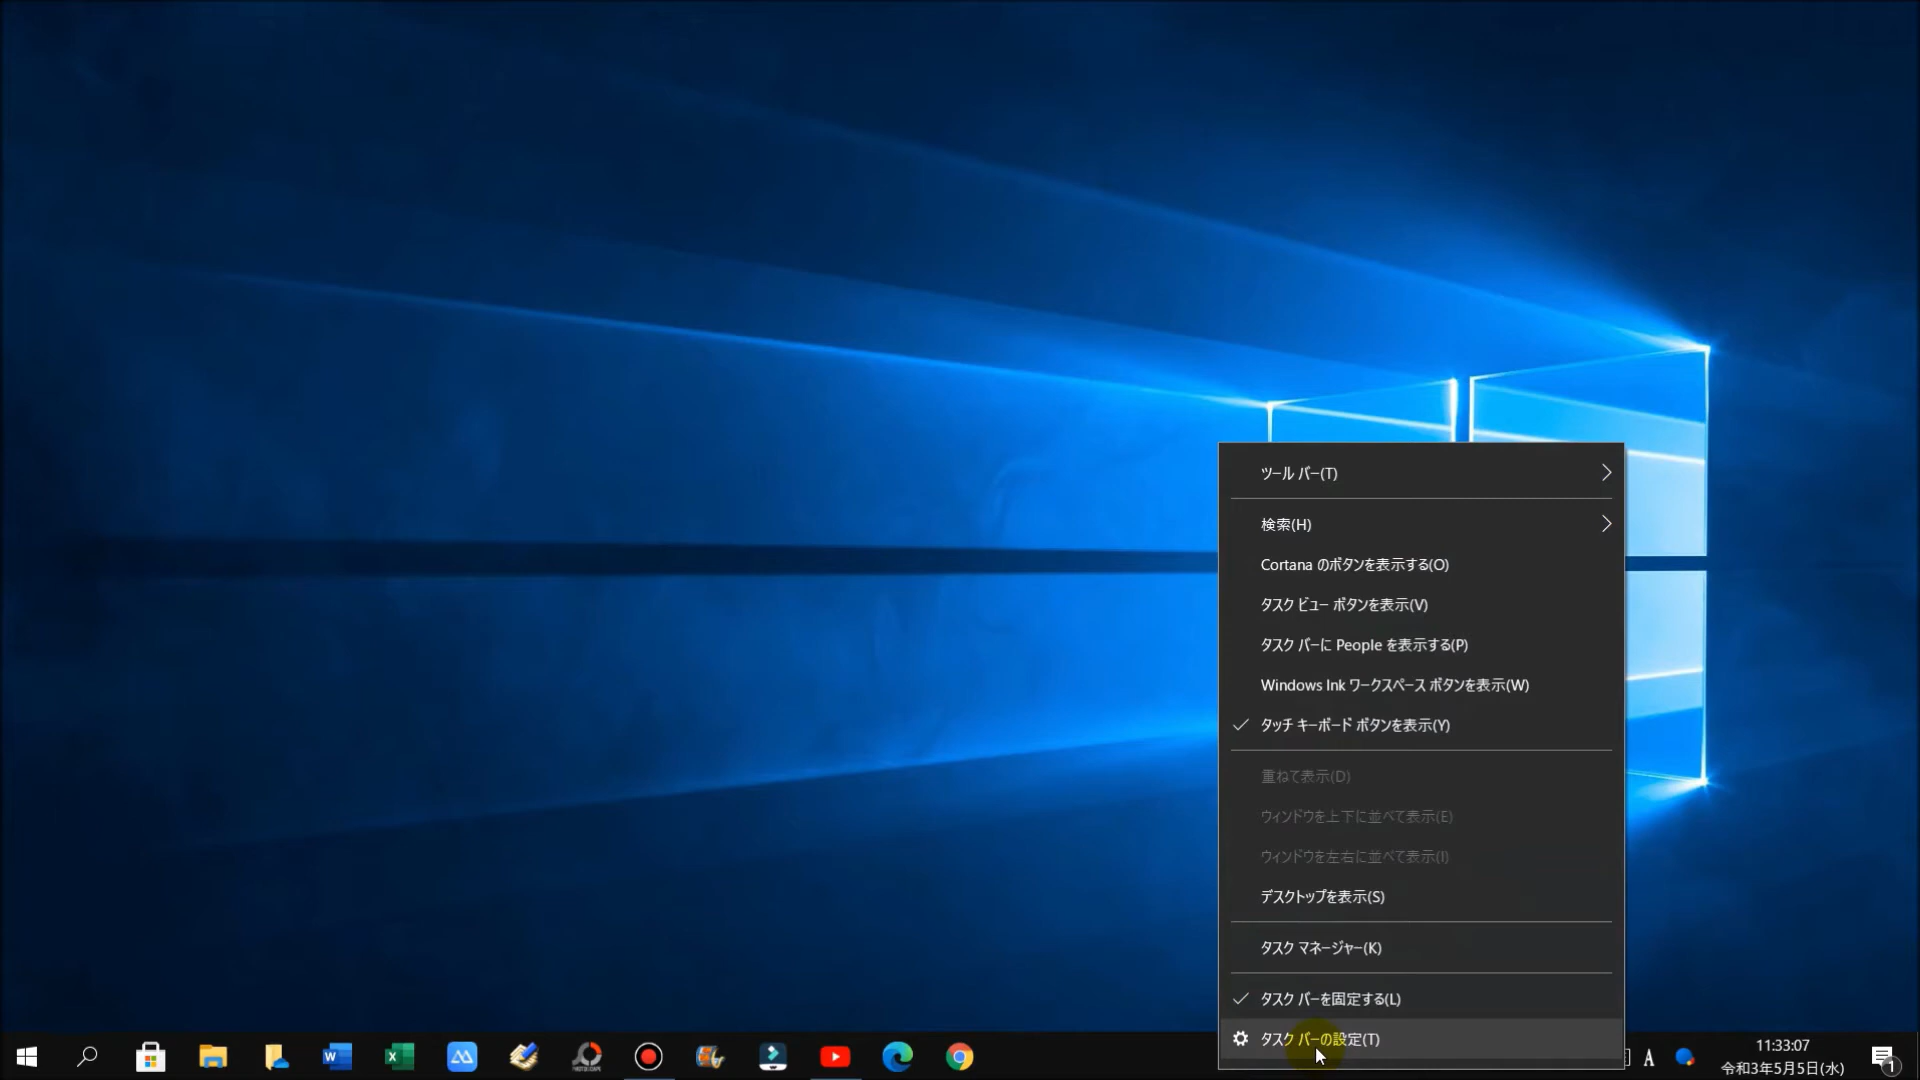 ツール バー(T)
検索(H)
Cortana のボタンを表示する(O)
タスク ビュー ボタンを表示(V)
タスク バーに People を表示する(P)
Windows Ink ワークスペース ボタンを表示(W)
タッチ キーボード ボタンを表示(Y)
重ねて表示(D)
ウィンドウを上下に並べて表示(E)
ウィンドウを左右に並べて表示(I)
デスクトップを表示(S)
タスク マネージャー(K)
タスク バーを固定する(L)
タスク バーの設定(T)
W
X
PHOTOSCAPE
A
11:33:07
令和3年5月5日(水)
1